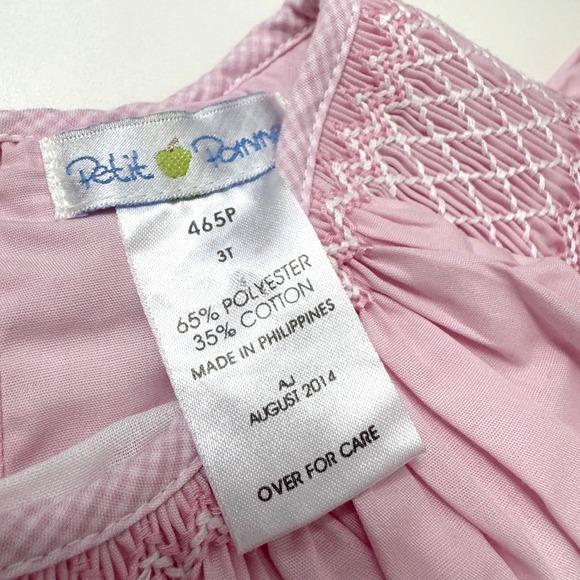 Petit Pomme
465P
3T
65% POLYESTER
35% COTTON
MADE IN PHILIPPINES
AJ
AUGUST 2014
OVER FOR CARE